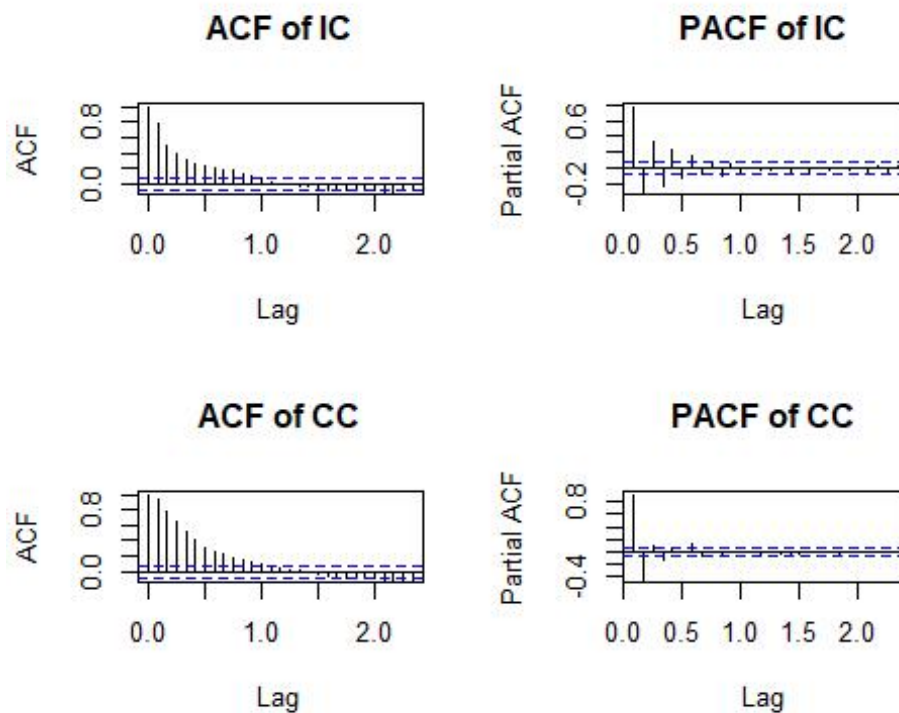 ACF of IC
ACF
0.0 0.8
0.0 1.0 2.0
Lag
PACF of IC
Partial ACF
-0.2 0.6
0.0 0.5 1.0 1.5 2.0
Lag
ACF of CC
ACF
0.0 0.8
0.0 1.0 2.0
Lag
PACF of CC
Partial ACF
-0.4 0.8
0.0 0.5 1.0 1.5 2.0
Lag